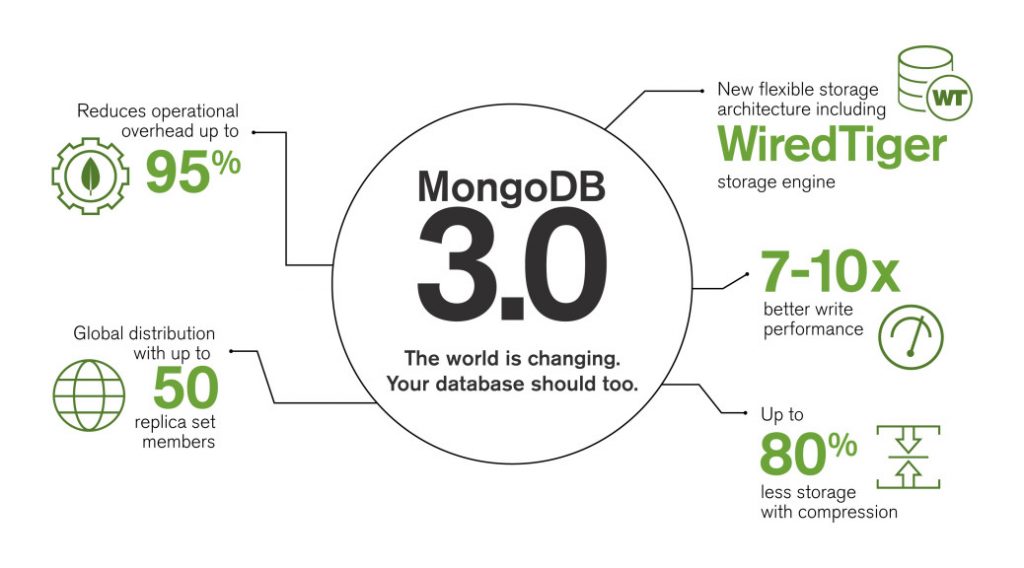 MongoDB
3.0
The world is changing.
Your database should too.
Reduces operational
overhead up to
95%
Global distribution
with up to
50
replica set
members
New flexible storage
architecture including
WT
WiredTiger
storage engine
7-10x
better write
performance
Up to
80%
less storage
with compression